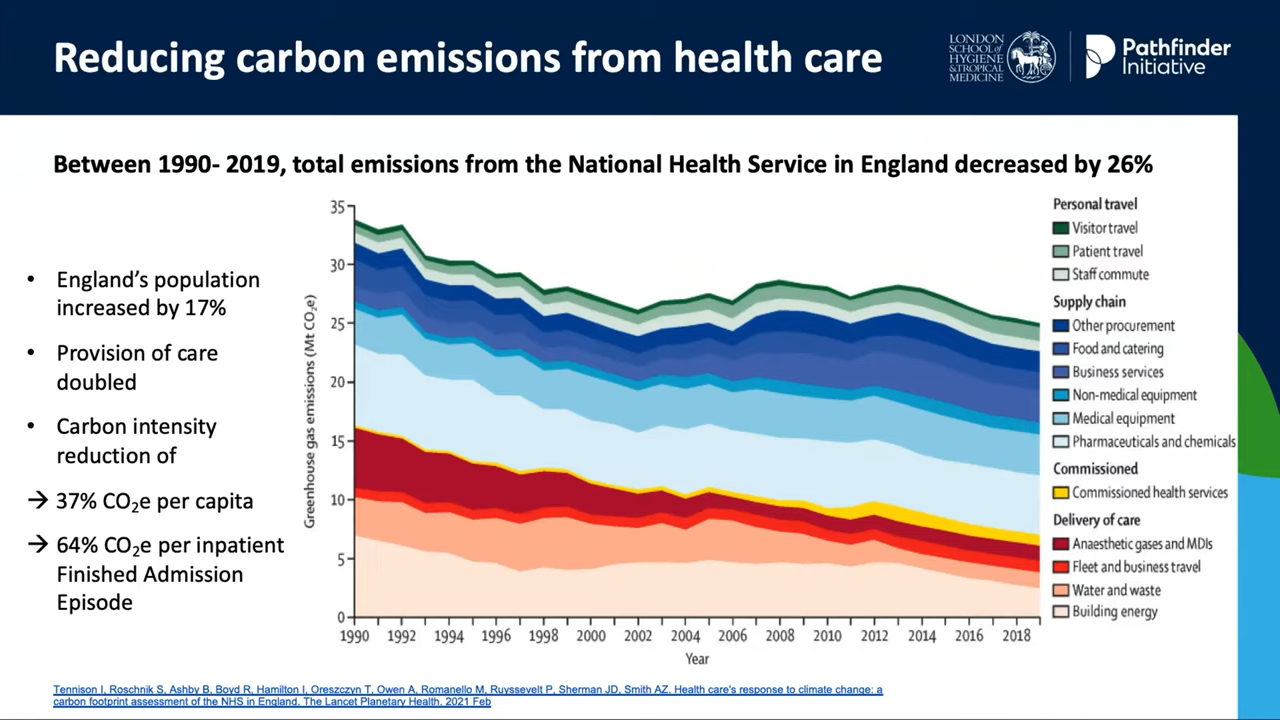 Reducing carbon emissions from health care
LONDON
SCHOOL of
HYGIENE
& TROPICAL
MEDICINE
Pathfinder
Initiative
Between 1990- 2019, total emissions from the National Health Service in England decreased by 26%
• England's population
increased by 17%
• Provision of care
doubled
• Carbon intensity
reduction of
→ 37% CO₂e per capita
→ 64% CO₂e per inpatient
Finished Admission
Episode
Greenhouse gas emissions (Mt CO₂e)
35
30
25
20
15
10
5
0
1990 1992 1994 1996 1998 2000 2002 2004 2006 2008 2010 2012 2014 2016 2018
Year
Personal travel
Visitor travel
Patient travel
Staff commute
Supply chain
Other procurement
Food and catering
Business services
Non-medical equipment
Medical equipment
Pharmaceuticals and chemicals
Commissioned
Commissioned health services
Delivery of care
Anaesthetic gases and MDIs
Fleet and business travel
Water and waste
Building energy
Tennison I, Roschnik S, Ashby B, Boyd R, Hamilton I, Oreszczyn T, Owen A, Romanello M, Ruyssevelt P, Sherman JD, Smith AZ. Health care's response to climate change: a
carbon footprint assessment of the NHS in England. The Lancet Planetary Health. 2021 Feb